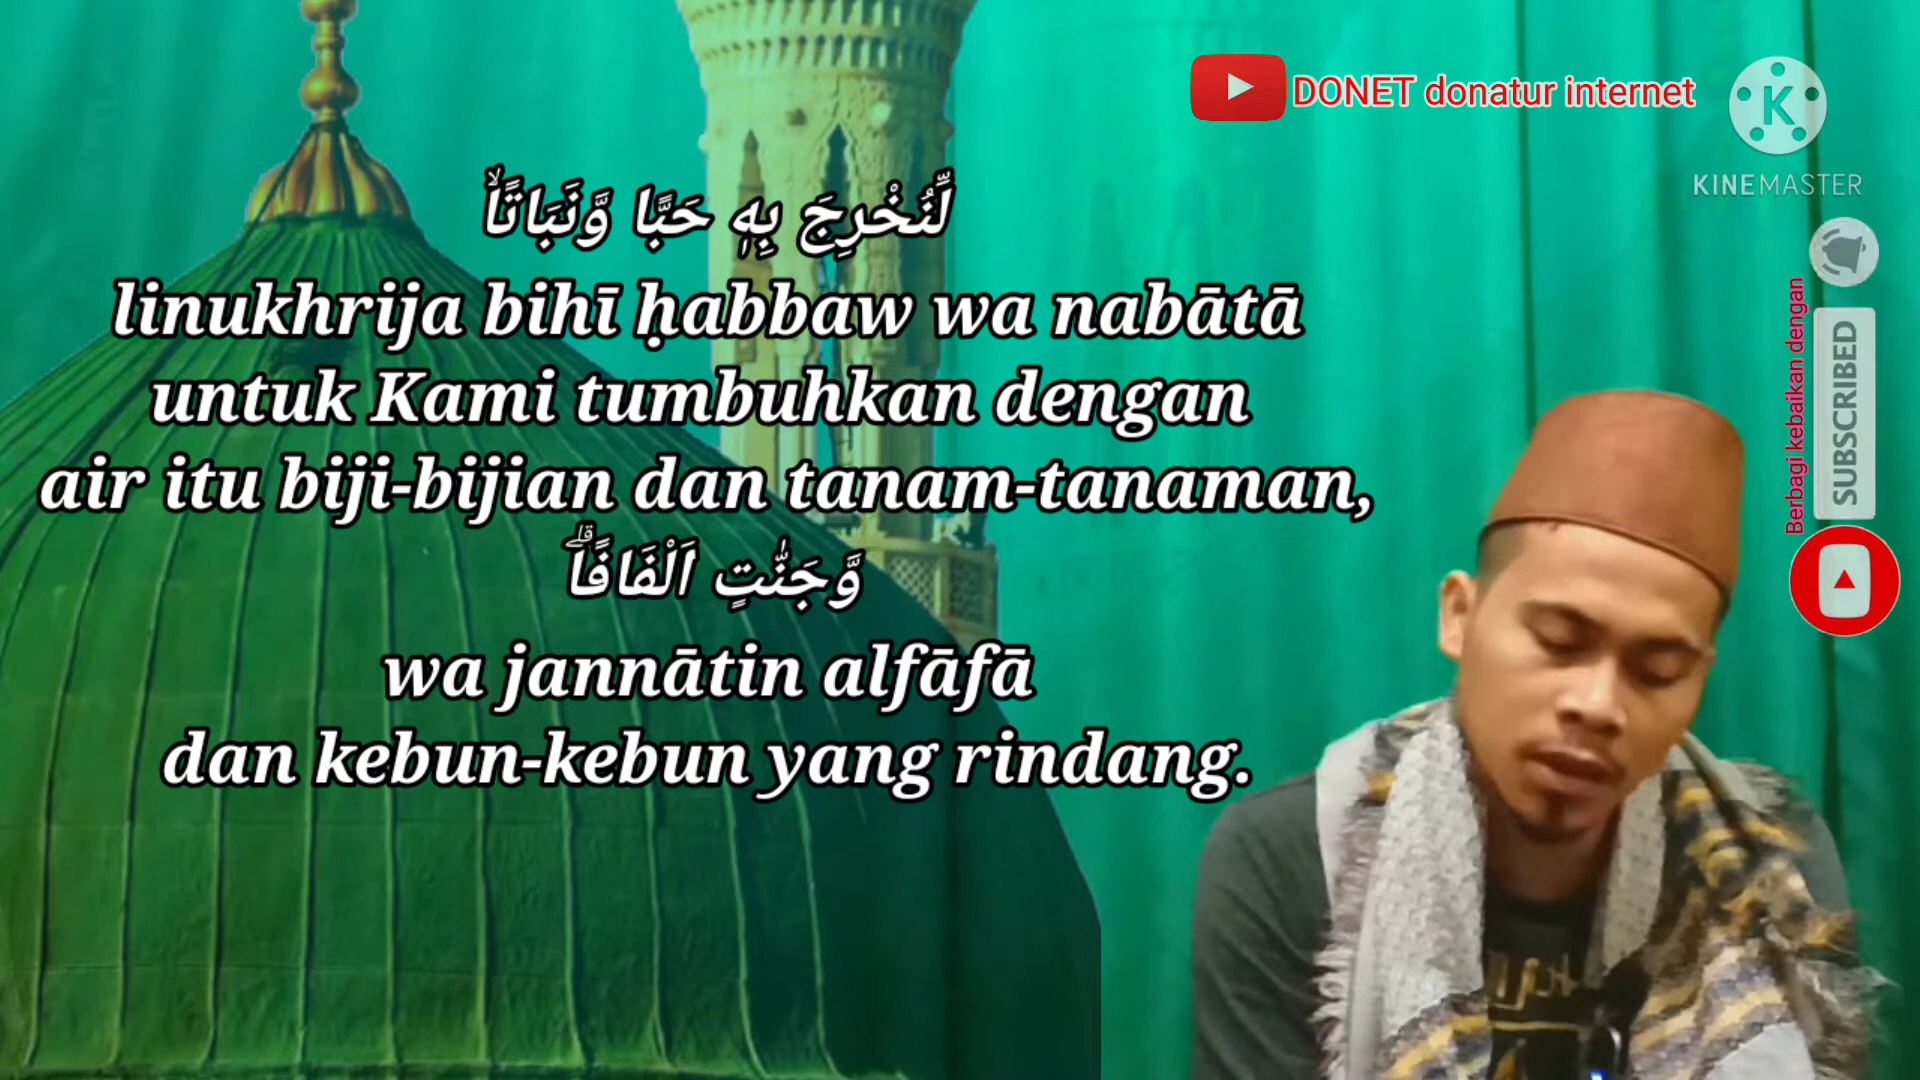 DONET donatur internet
KINEMASTER
لِّنُخْرِجَ بِهٖ حَبًّا وَّنَبَاتًاۙ
linukhrija bihī ḥabbaw wa nabātā
untuk Kami tumbuhkan dengan
air itu biji-bijian dan tanam-tanaman,
وَّجَنّٰتٍ اَلْفَافًاۗ
wa jannātin alfāfā
dan kebun-kebun yang rindang.
Berbagi kebaikan dengan
SUBSCRIBED